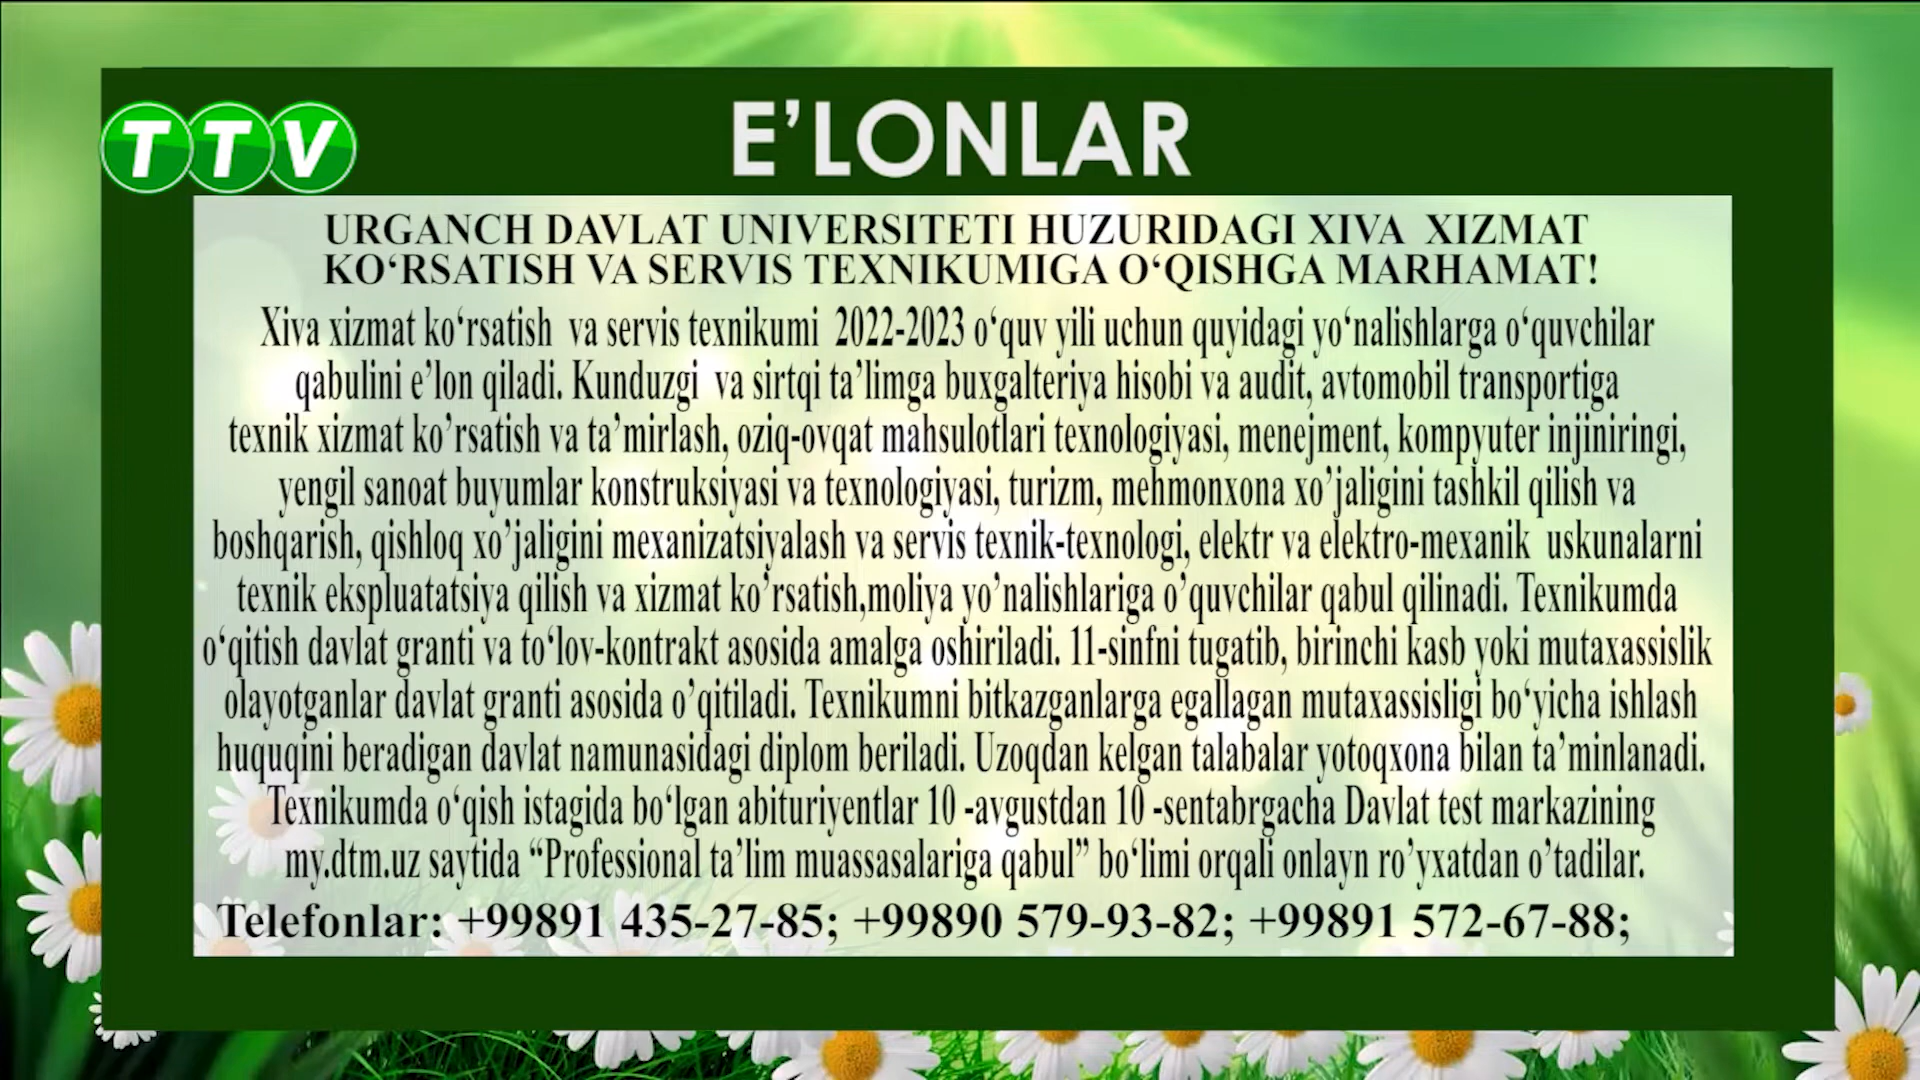 TTV
E’LONLAR
URGANCH DAVLAT UNIVERSITETI HUZURIDAGI XIVA XIZMAT
KO‘RSATISH VA SERVIS TEXNIKUMIGA O‘QISHGA MARHAMAT!
Xiva xizmat ko‘rsatish va servis texnikumi 2022-2023 o‘quv yili uchun quyidagi yo‘nalishlarga o‘quvchilar
qabulini e’lon qiladi. Kunduzgi va sirtqi ta’limga buxgalteriya hisobi va audit, avtomobil transportiga
texnik xizmat ko’rsatish va ta’mirlash, oziq-ovqat mahsulotlari texnologiyasi, menejment, kompyuter injiniringi,
yengil sanoat buyumlar konstruksiyasi va texnologiyasi, turizm, mehmonxona xo’jaligini tashkil qilish va
boshqarish, qishloq xo’jaligini mexanizatsiyalash va servis texnik-texnologi, elektr va elektro-mexanik uskunalarni
texnik ekspluatatsiya qilish va xizmat ko’rsatish,moliya yo’nalishlariga o’quvchilar qabul qilinadi. Texnikumda
o‘qitish davlat granti va to‘lov-kontrakt asosida amalga oshiriladi. 11-sinfni tugatib, birinchi kasb yoki mutaxassislik
olayotganlar davlat granti asosida o’qitiladi. Texnikumni bitkazganlarga egallagan mutaxassisligi bo‘yicha ishlash
huquqini beradigan davlat namunasidagi diplom beriladi. Uzoqdan kelgan talabalar yotoqxona bilan ta’minlanadi.
Texnikumda o‘qish istagida bo‘lgan abituriyentlar 10 -avgustdan 10 -sentabrgacha Davlat test markazining
my.dtm.uz saytida “Professional ta’lim muassasalariga qabul” bo‘limi orqali onlayn ro’yxatdan o’tadilar.
Telefonlar: +99891 435-27-85; +99890 579-93-82; +99891 572-67-88;